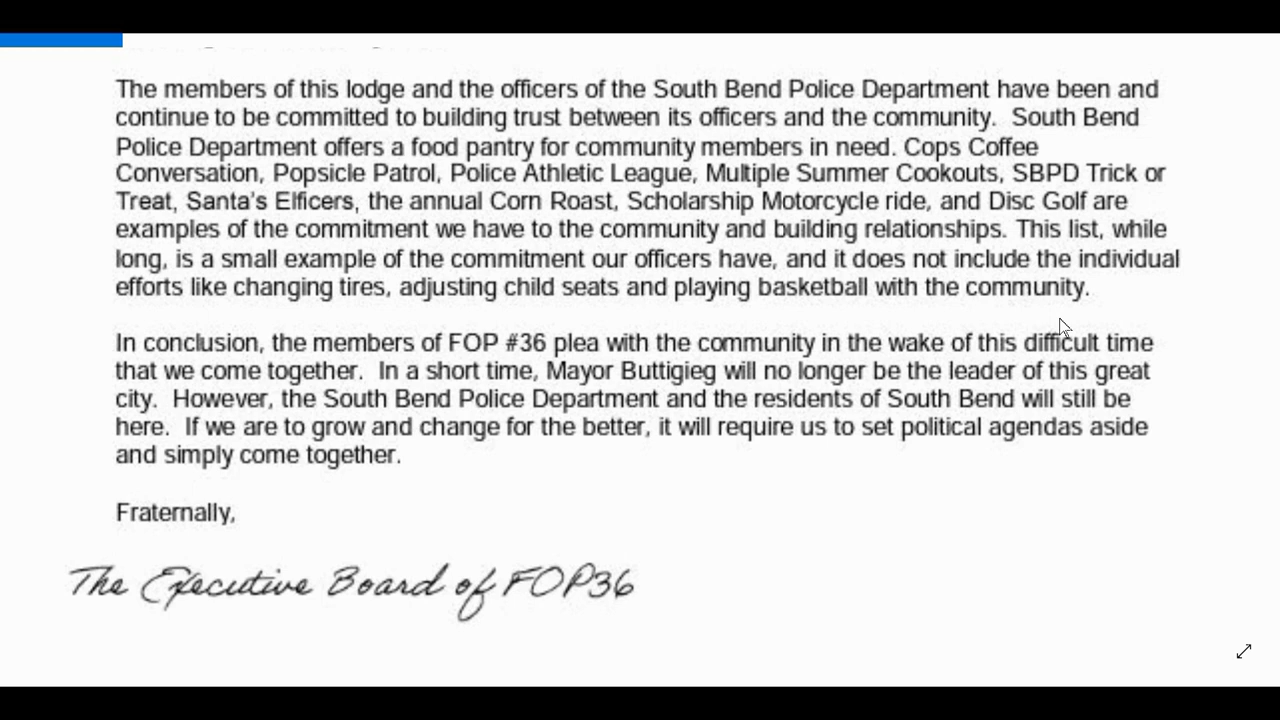 The members of this lodge and the officers of the South Bend Police Department have been and
continue to be committed to building trust between its officers and the community.  South Bend
Police Department offers a food pantry for community members in need. Cops Coffee
Conversation, Popsicle Patrol, Police Athletic League, Multiple Summer Cookouts, SBPD Trick or
Treat, Santa's Elficers, the annual Corn Roast, Scholarship Motorcycle ride, and Disc Golf are
examples of the commitment we have to the community and building relationships. This list, while
long, is a small example of the commitment our officers have, and it does not include the individual
efforts like changing tires, adjusting child seats and playing basketball with the community.
In conclusion, the members of FOP #36 plea with the community in the wake of this difficult time
that we come together.  In a short time, Mayor Buttigieg will no longer be the leader of this great
city.  However, the South Bend Police Department and the residents of South Bend will still be
here.  If we are to grow and change for the better, it will require us to set political agendas aside
and simply come together.
Fraternally,
The Executive Board of FOP36